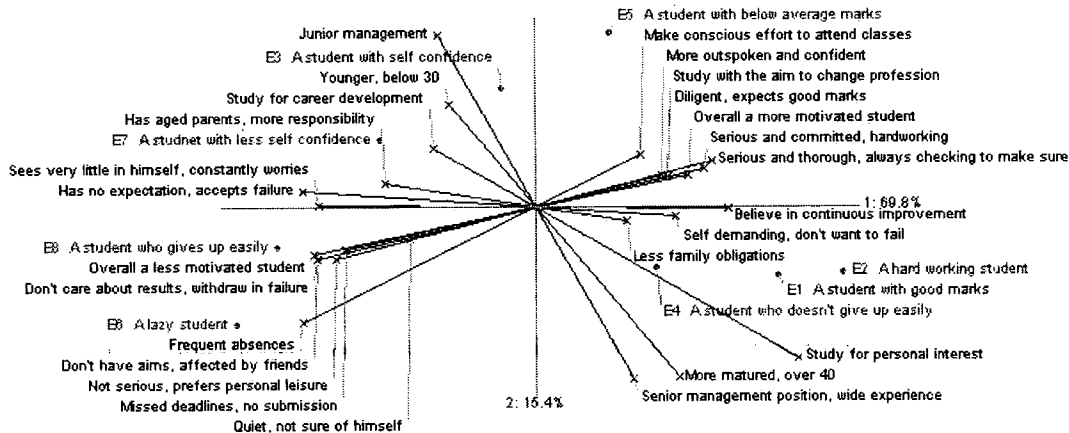 E5 A student with below average marks
Junior management
Make conscious effort to attend classes
E3 A student with self confidence
More outspoken and confident
Younger, below 30
Study with the aim to change profession
Study for career development
Diligent, expects good marks
Has aged parents, more responsibility
Overall a more motivated student
E7 A studnet with less self confidence
Serious and committed, hardworking
Serious and thorough, always checking to make sure
Sees very little in himself, constantly worries
Has no expectation, accepts failure
1: 69.8%
Believe in continuous improvement
Self demanding, don't want to fail
E8 A student who gives up easily
Less family obligations
Overall a less motivated student
E2 A hard working student
Don't care about results, withdraw in failure
E1 A student with good marks
E4 A student who doesn't give up easily
E6 A lazy student
Frequent absences
Study for personal interest
Don't have aims, affected by friends
More matured, over 40
Not serious, prefers personal leisure
Senior management position, wide experience
Missed deadlines, no submission
2: 15.4%
Quiet, not sure of himself